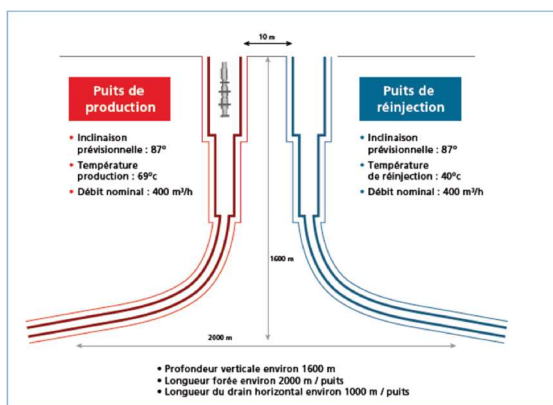 10 m
Puits de
production
• Inclinaison
prévisionnelle : 87°
• Température
production : 69°c
• Débit nominal : 400 m³/h
Puits de
réinjection
• Inclinaison
prévisionnelle : 87°
• Température
de réinjection : 40°c
• Débit nominal : 400 m³/h
1600 m
2000 m
• Profondeur verticale environ 1600 m
• Longueur forée environ 2000 m / puits
• Longueur du drain horizontal environ 1000 m / puits